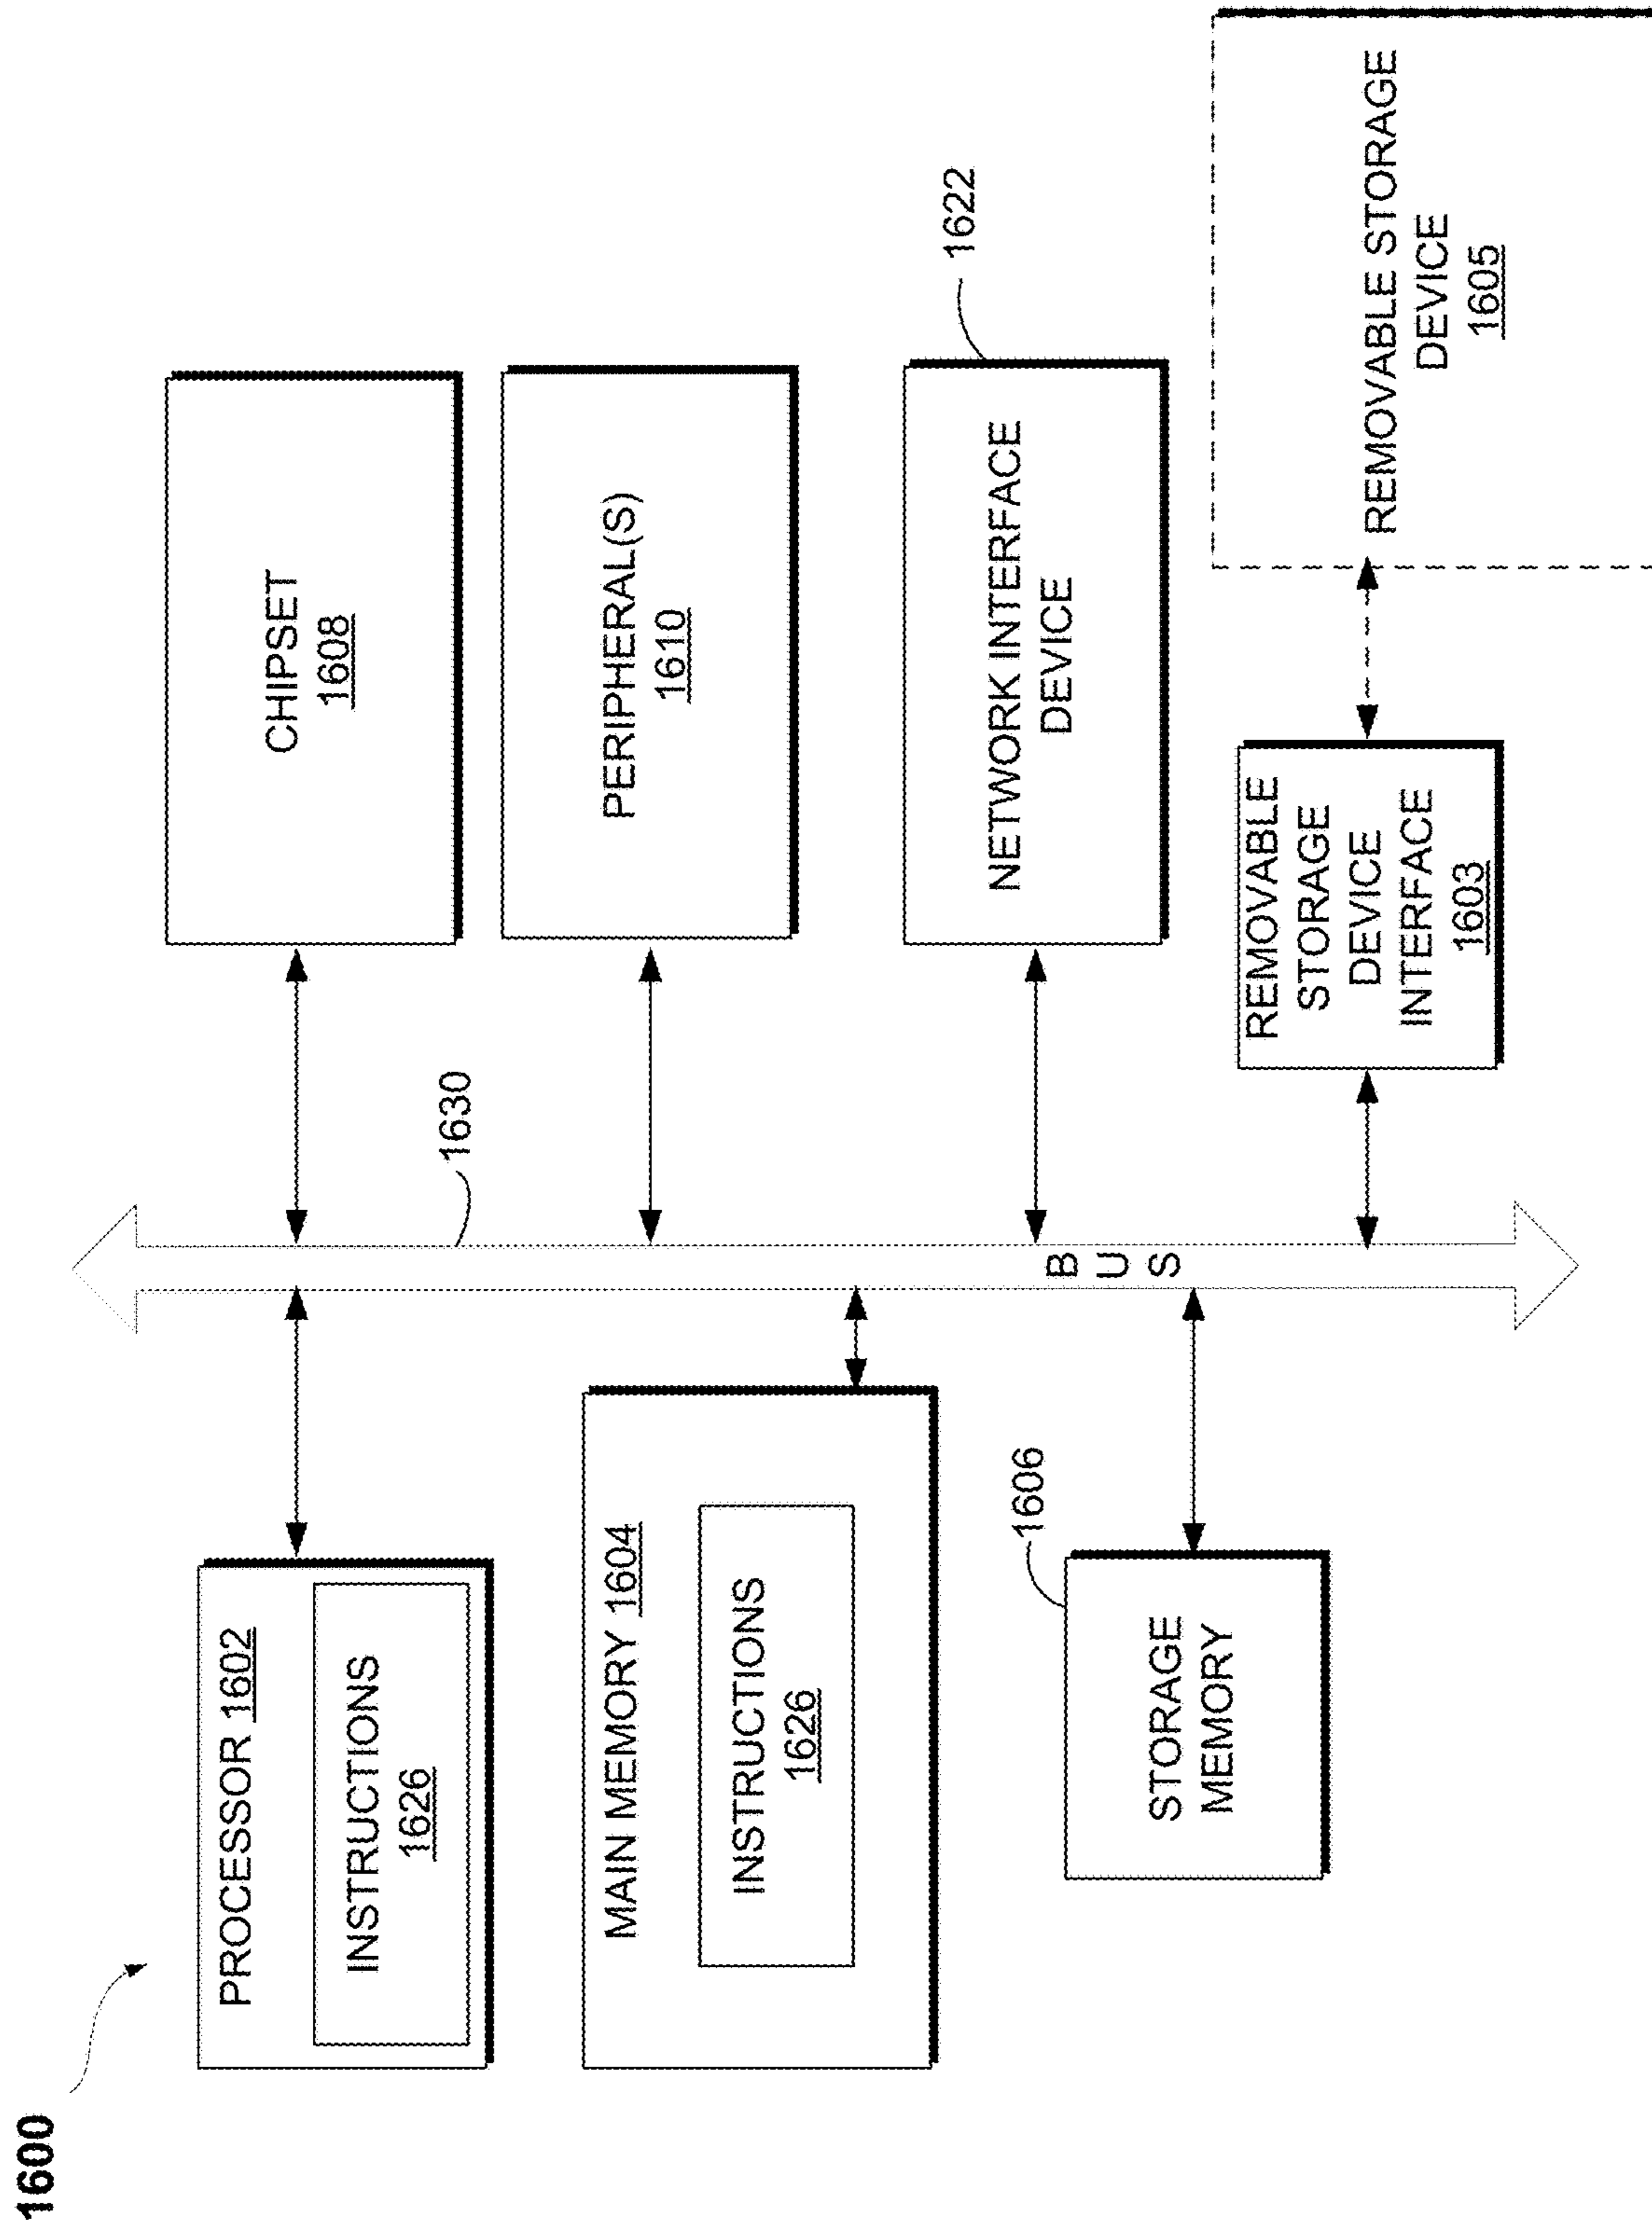 1600
PROCESSOR 1602
INSTRUCTIONS
1626
MAIN MEMORY 1604
INSTRUCTIONS
1626
1606
STORAGE
MEMORY
1630
B
U
S
CHIPSET
1608
PERIPHERAL(S)
1610
1622
NETWORK INTERFACE
DEVICE
REMOVABLE
STORAGE
DEVICE
INTERFACE
1603
REMOVABLE STORAGE
DEVICE
1605